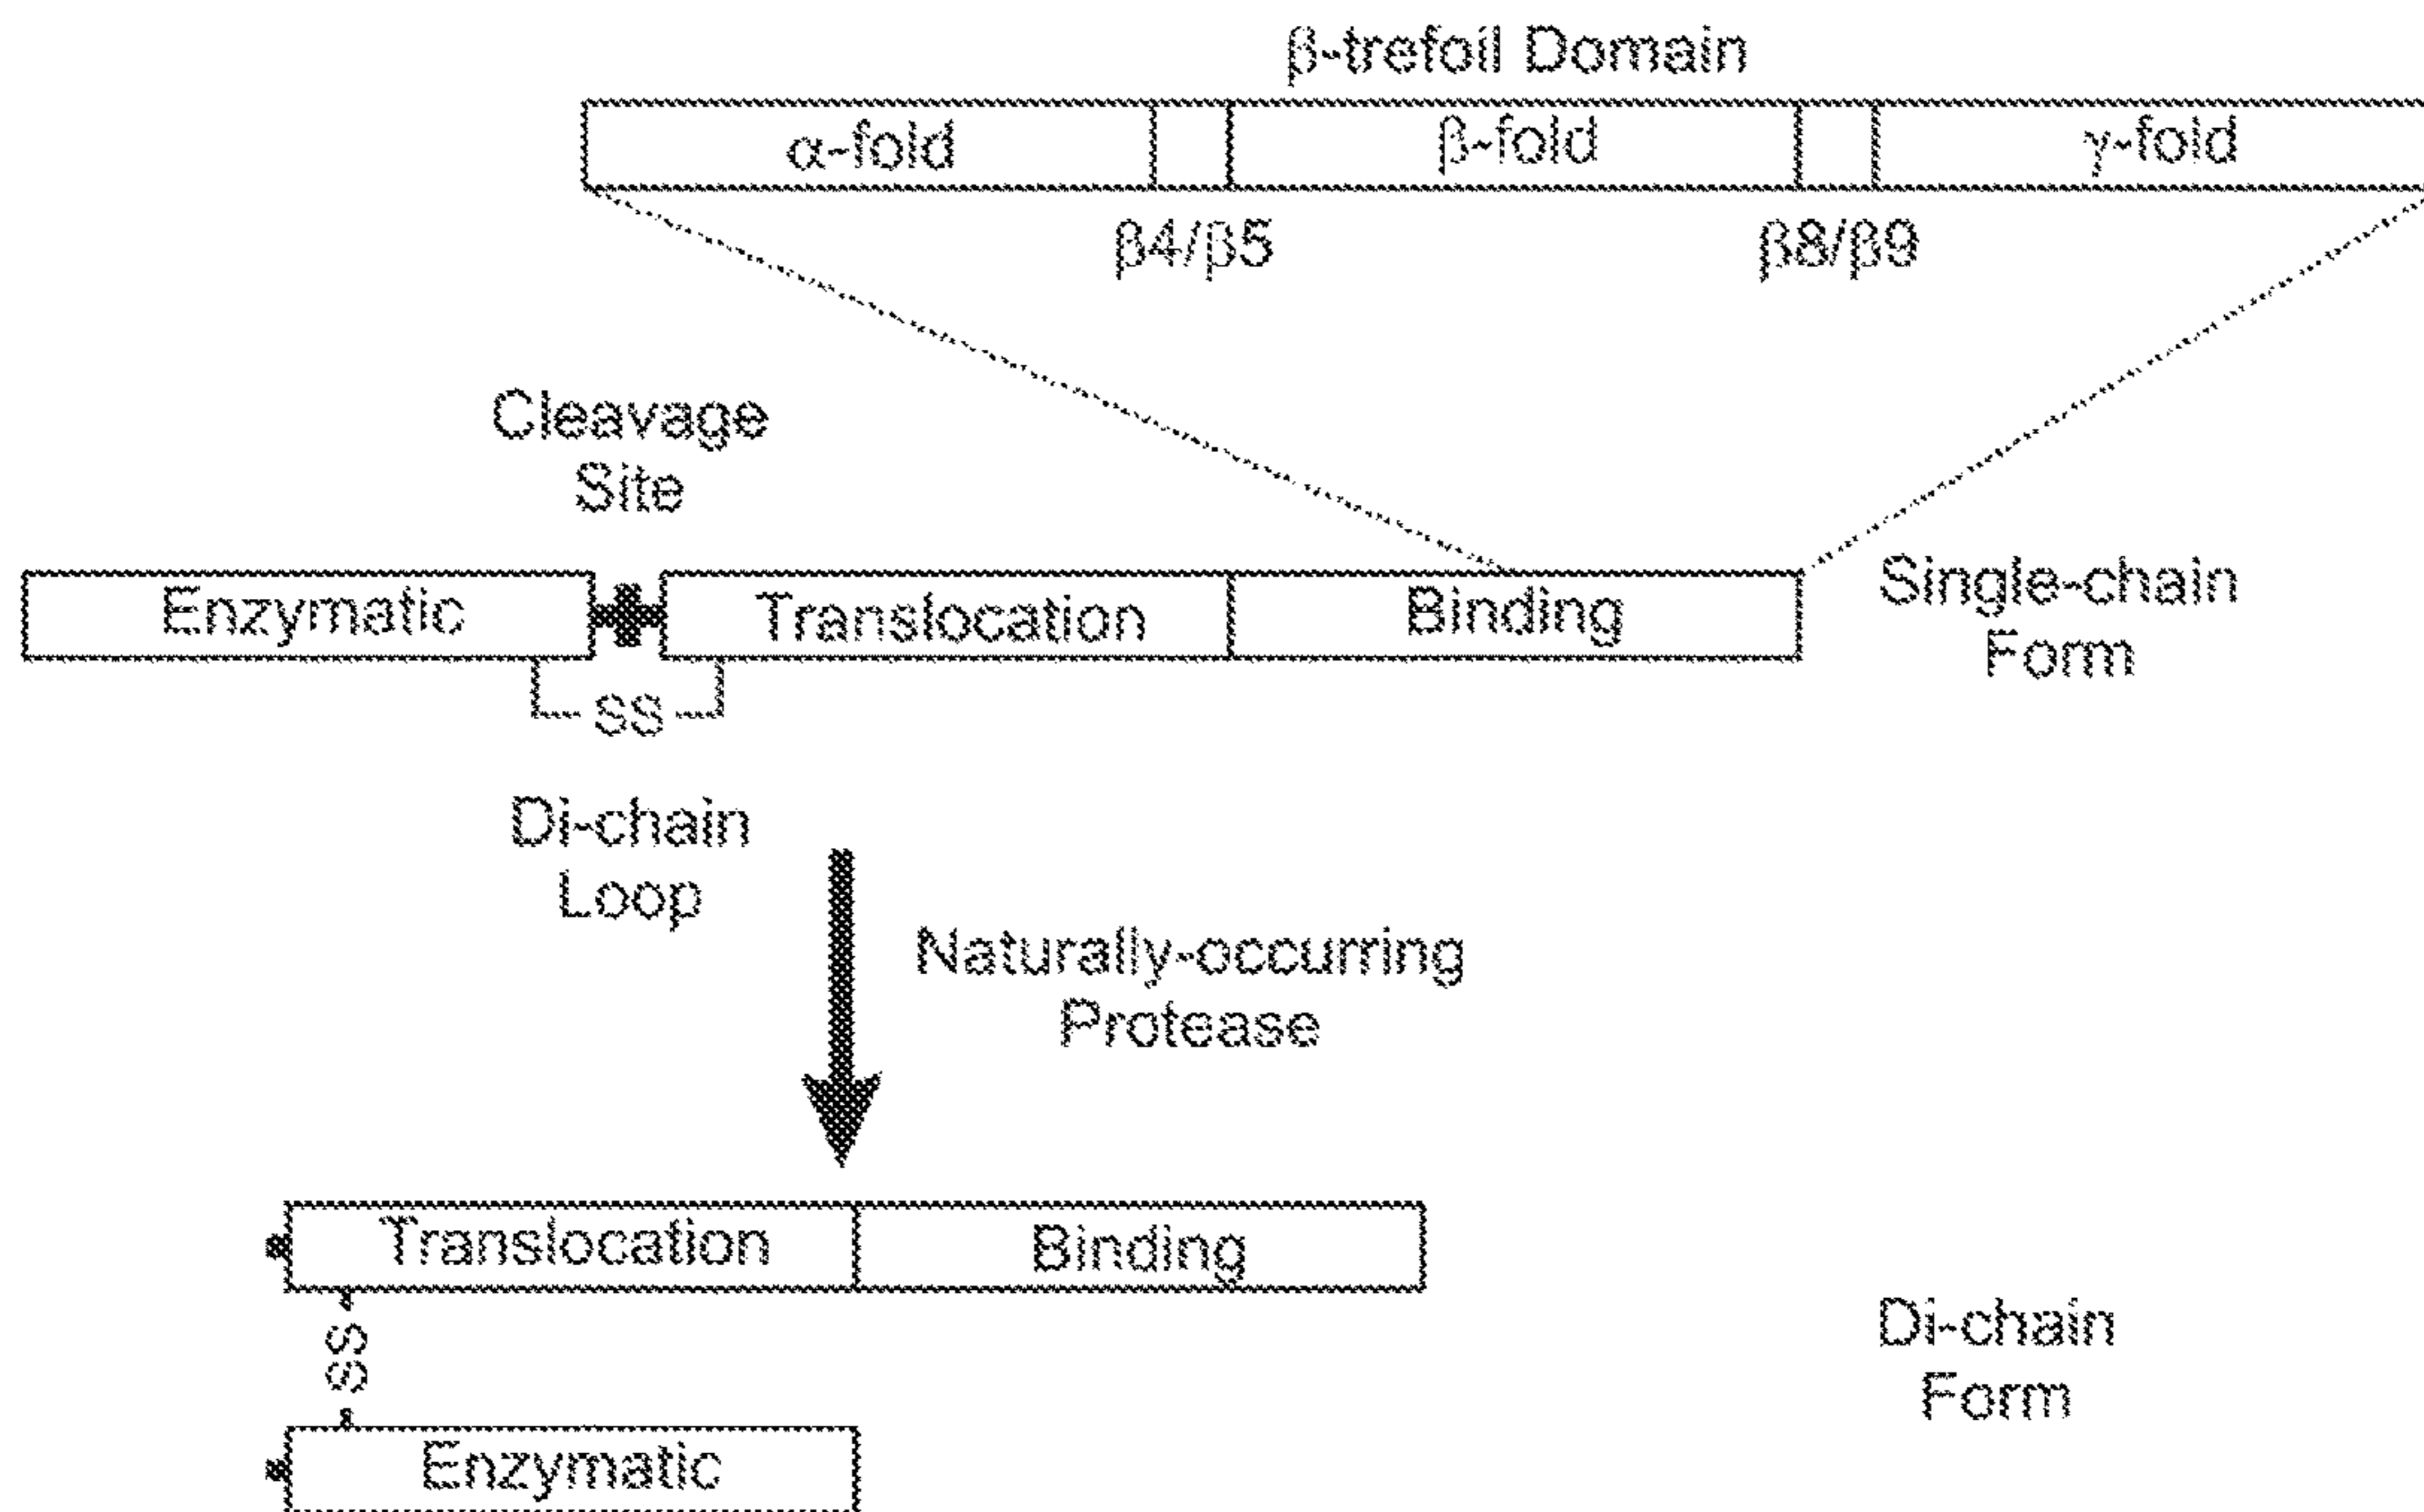 β-trefoil Domain
α-fold
β-fold
γ-fold
β4/β5
β8/β9
Cleavage
Site
Enzymatic
Translocation
Binding
Single-chain
Form
SS
Di-chain
Loop
Naturally-occurring
Protease
Translocation
Binding
SS
Di-chain
Form
Enzymatic